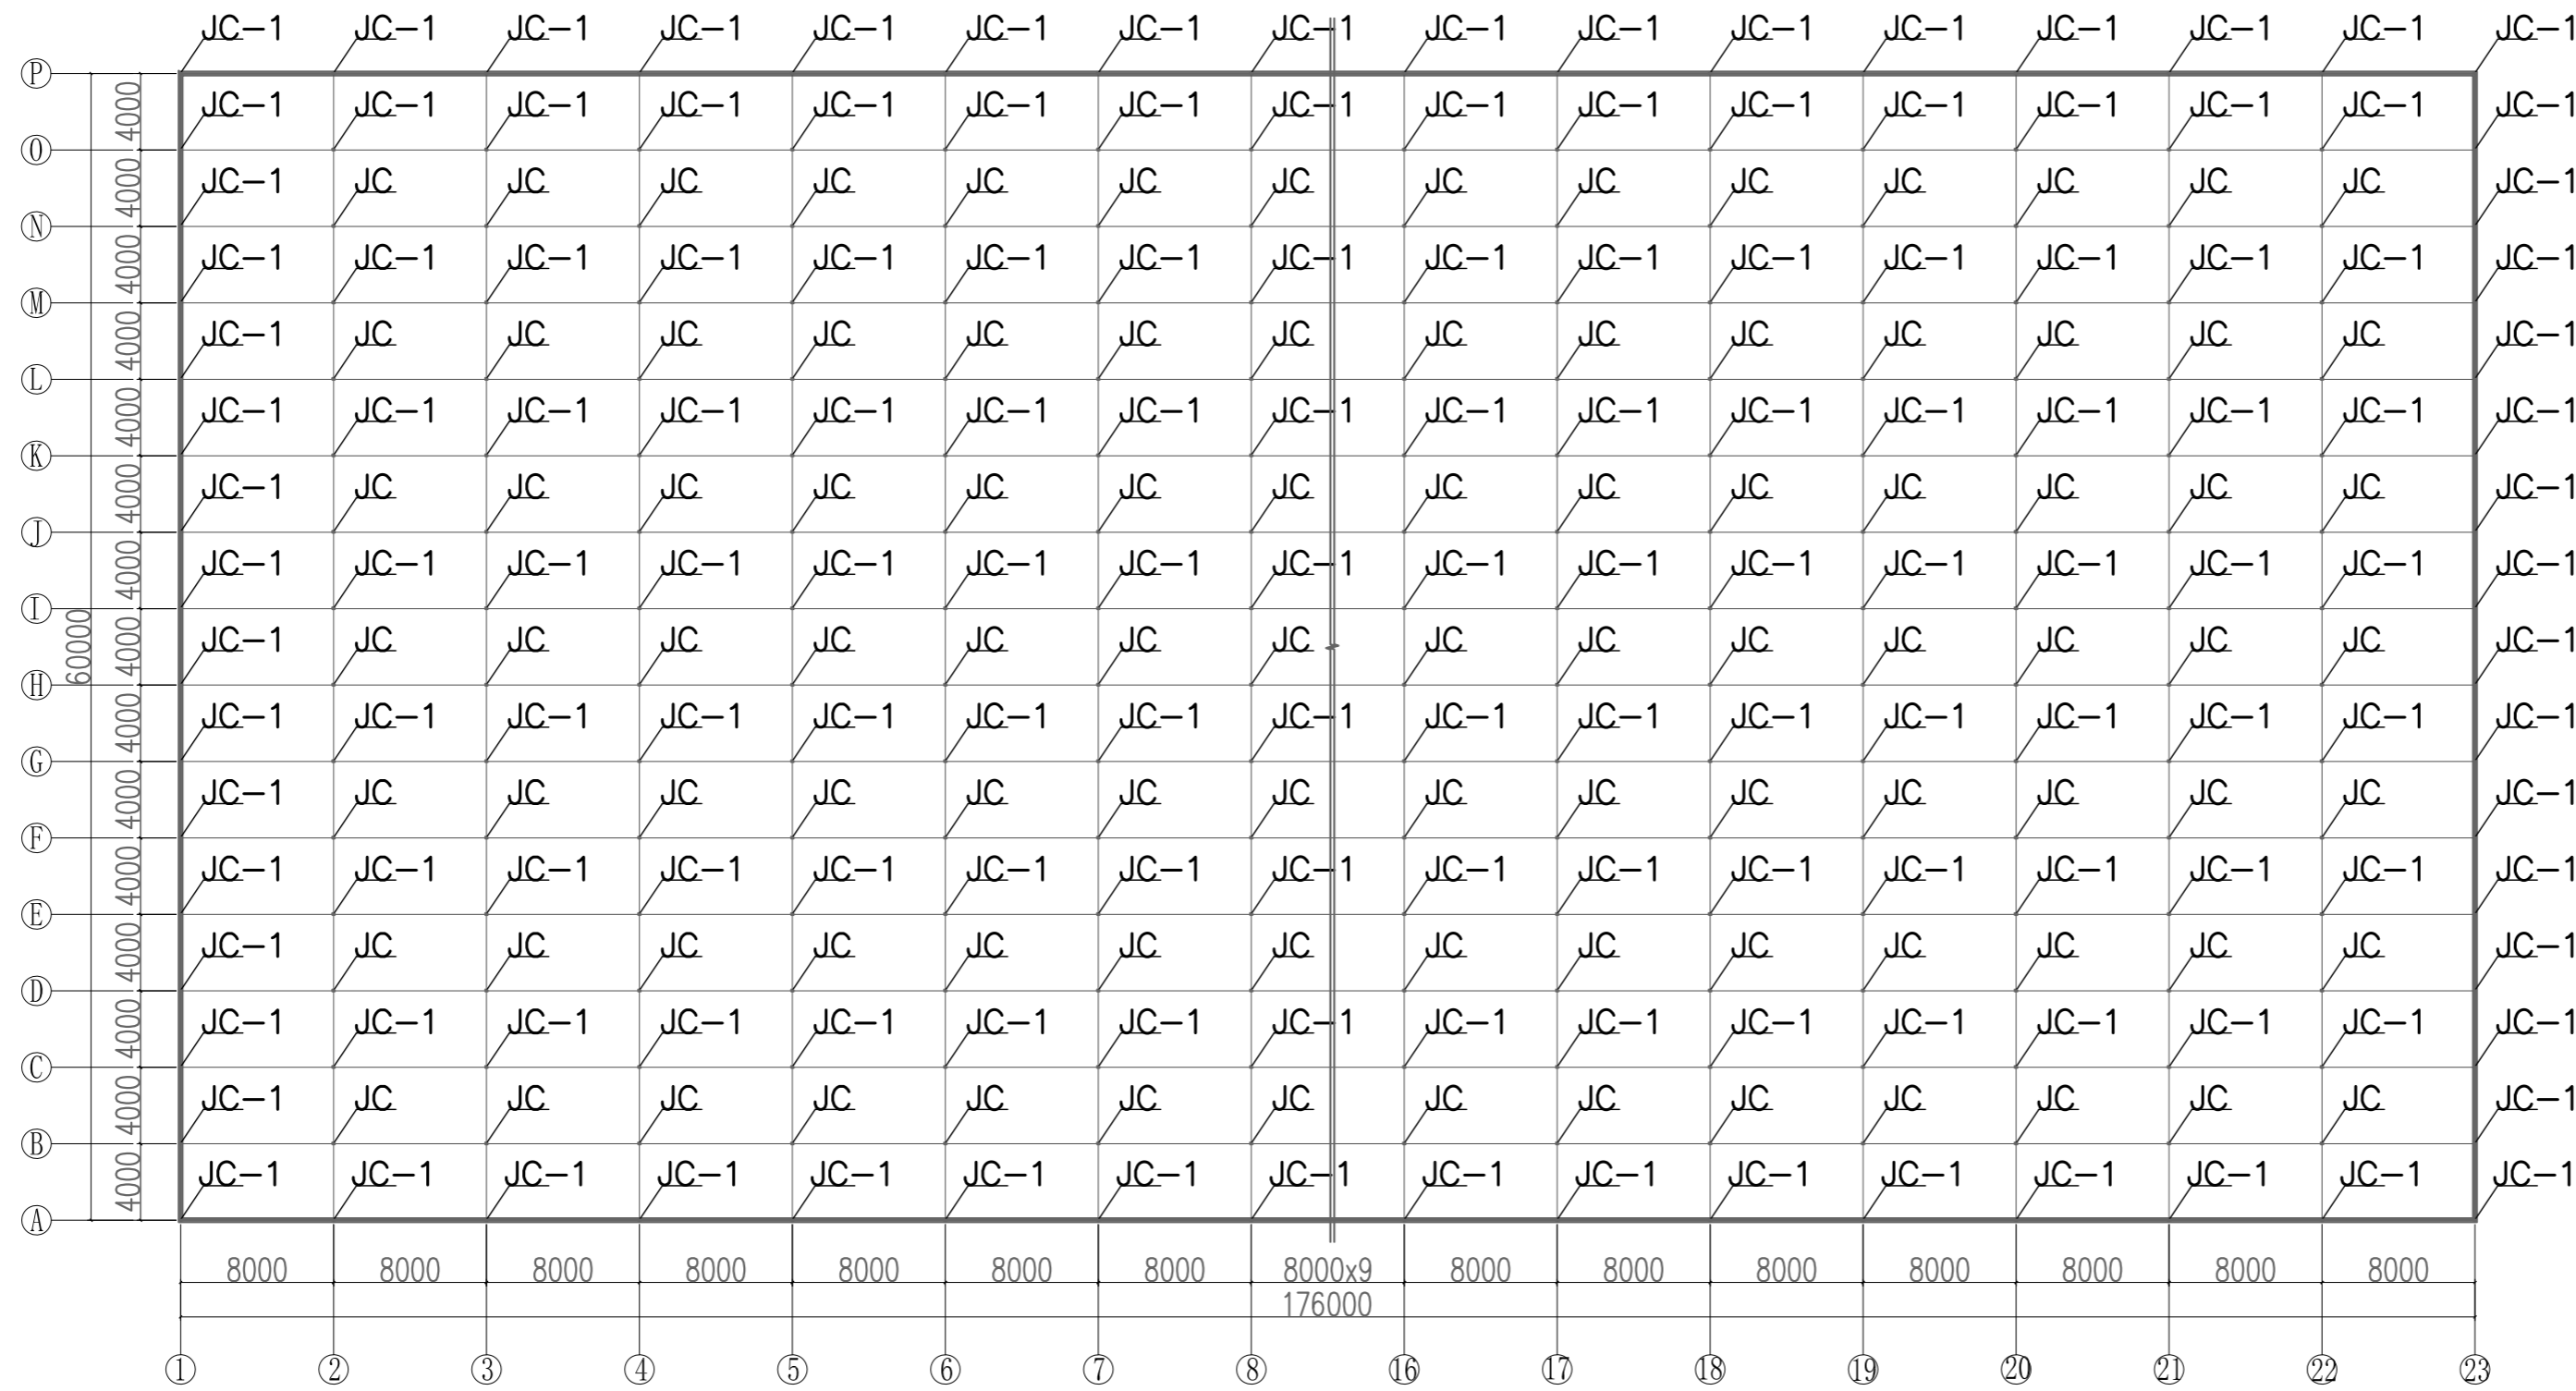 JC-1 JC-1 JC-1 JC-1 JC-1 JC-1 JC-1 JC-1 JC-1 JC-1 JC-1 JC-1 JC-1 JC-1 JC-1 JC-1
P
4000 JC-1 JC-1 JC-1 JC-1 JC-1 JC-1 JC-1 JC-1 JC-1 JC-1 JC-1 JC-1 JC-1 JC-1 JC-1 JC-1
O
4000 JC-1 JC JC JC JC JC JC JC JC JC JC JC JC JC JC JC-1
N
4000 JC-1 JC-1 JC-1 JC-1 JC-1 JC-1 JC-1 JC-1 JC-1 JC-1 JC-1 JC-1 JC-1 JC-1 JC-1 JC-1
M
4000 JC-1 JC JC JC JC JC JC JC JC JC JC JC JC JC JC JC-1
L
4000 JC-1 JC-1 JC-1 JC-1 JC-1 JC-1 JC-1 JC-1 JC-1 JC-1 JC-1 JC-1 JC-1 JC-1 JC-1 JC-1
K
4000 JC-1 JC JC JC JC JC JC JC JC JC JC JC JC JC JC JC-1
J
4000 JC-1 JC-1 JC-1 JC-1 JC-1 JC-1 JC-1 JC-1 JC-1 JC-1 JC-1 JC-1 JC-1 JC-1 JC-1 JC-1
I
60000 4000 JC-1 JC JC JC JC JC JC JC JC JC JC JC JC JC JC JC-1
H
4000 JC-1 JC-1 JC-1 JC-1 JC-1 JC-1 JC-1 JC-1 JC-1 JC-1 JC-1 JC-1 JC-1 JC-1 JC-1 JC-1
G
4000 JC-1 JC JC JC JC JC JC JC JC JC JC JC JC JC JC JC-1
F
4000 JC-1 JC-1 JC-1 JC-1 JC-1 JC-1 JC-1 JC-1 JC-1 JC-1 JC-1 JC-1 JC-1 JC-1 JC-1 JC-1
E
4000 JC-1 JC JC JC JC JC JC JC JC JC JC JC JC JC JC JC-1
D
4000 JC-1 JC-1 JC-1 JC-1 JC-1 JC-1 JC-1 JC-1 JC-1 JC-1 JC-1 JC-1 JC-1 JC-1 JC-1 JC-1
C
4000 JC-1 JC JC JC JC JC JC JC JC JC JC JC JC JC JC JC-1
B
4000 JC-1 JC-1 JC-1 JC-1 JC-1 JC-1 JC-1 JC-1 JC-1 JC-1 JC-1 JC-1 JC-1 JC-1 JC-1 JC-1
A
8000 8000 8000 8000 8000 8000 8000 8000x9 8000 8000 8000 8000 8000 8000 8000
176000
1 2 3 4 5 6 7 8 16 17 18 19 20 21 22 23